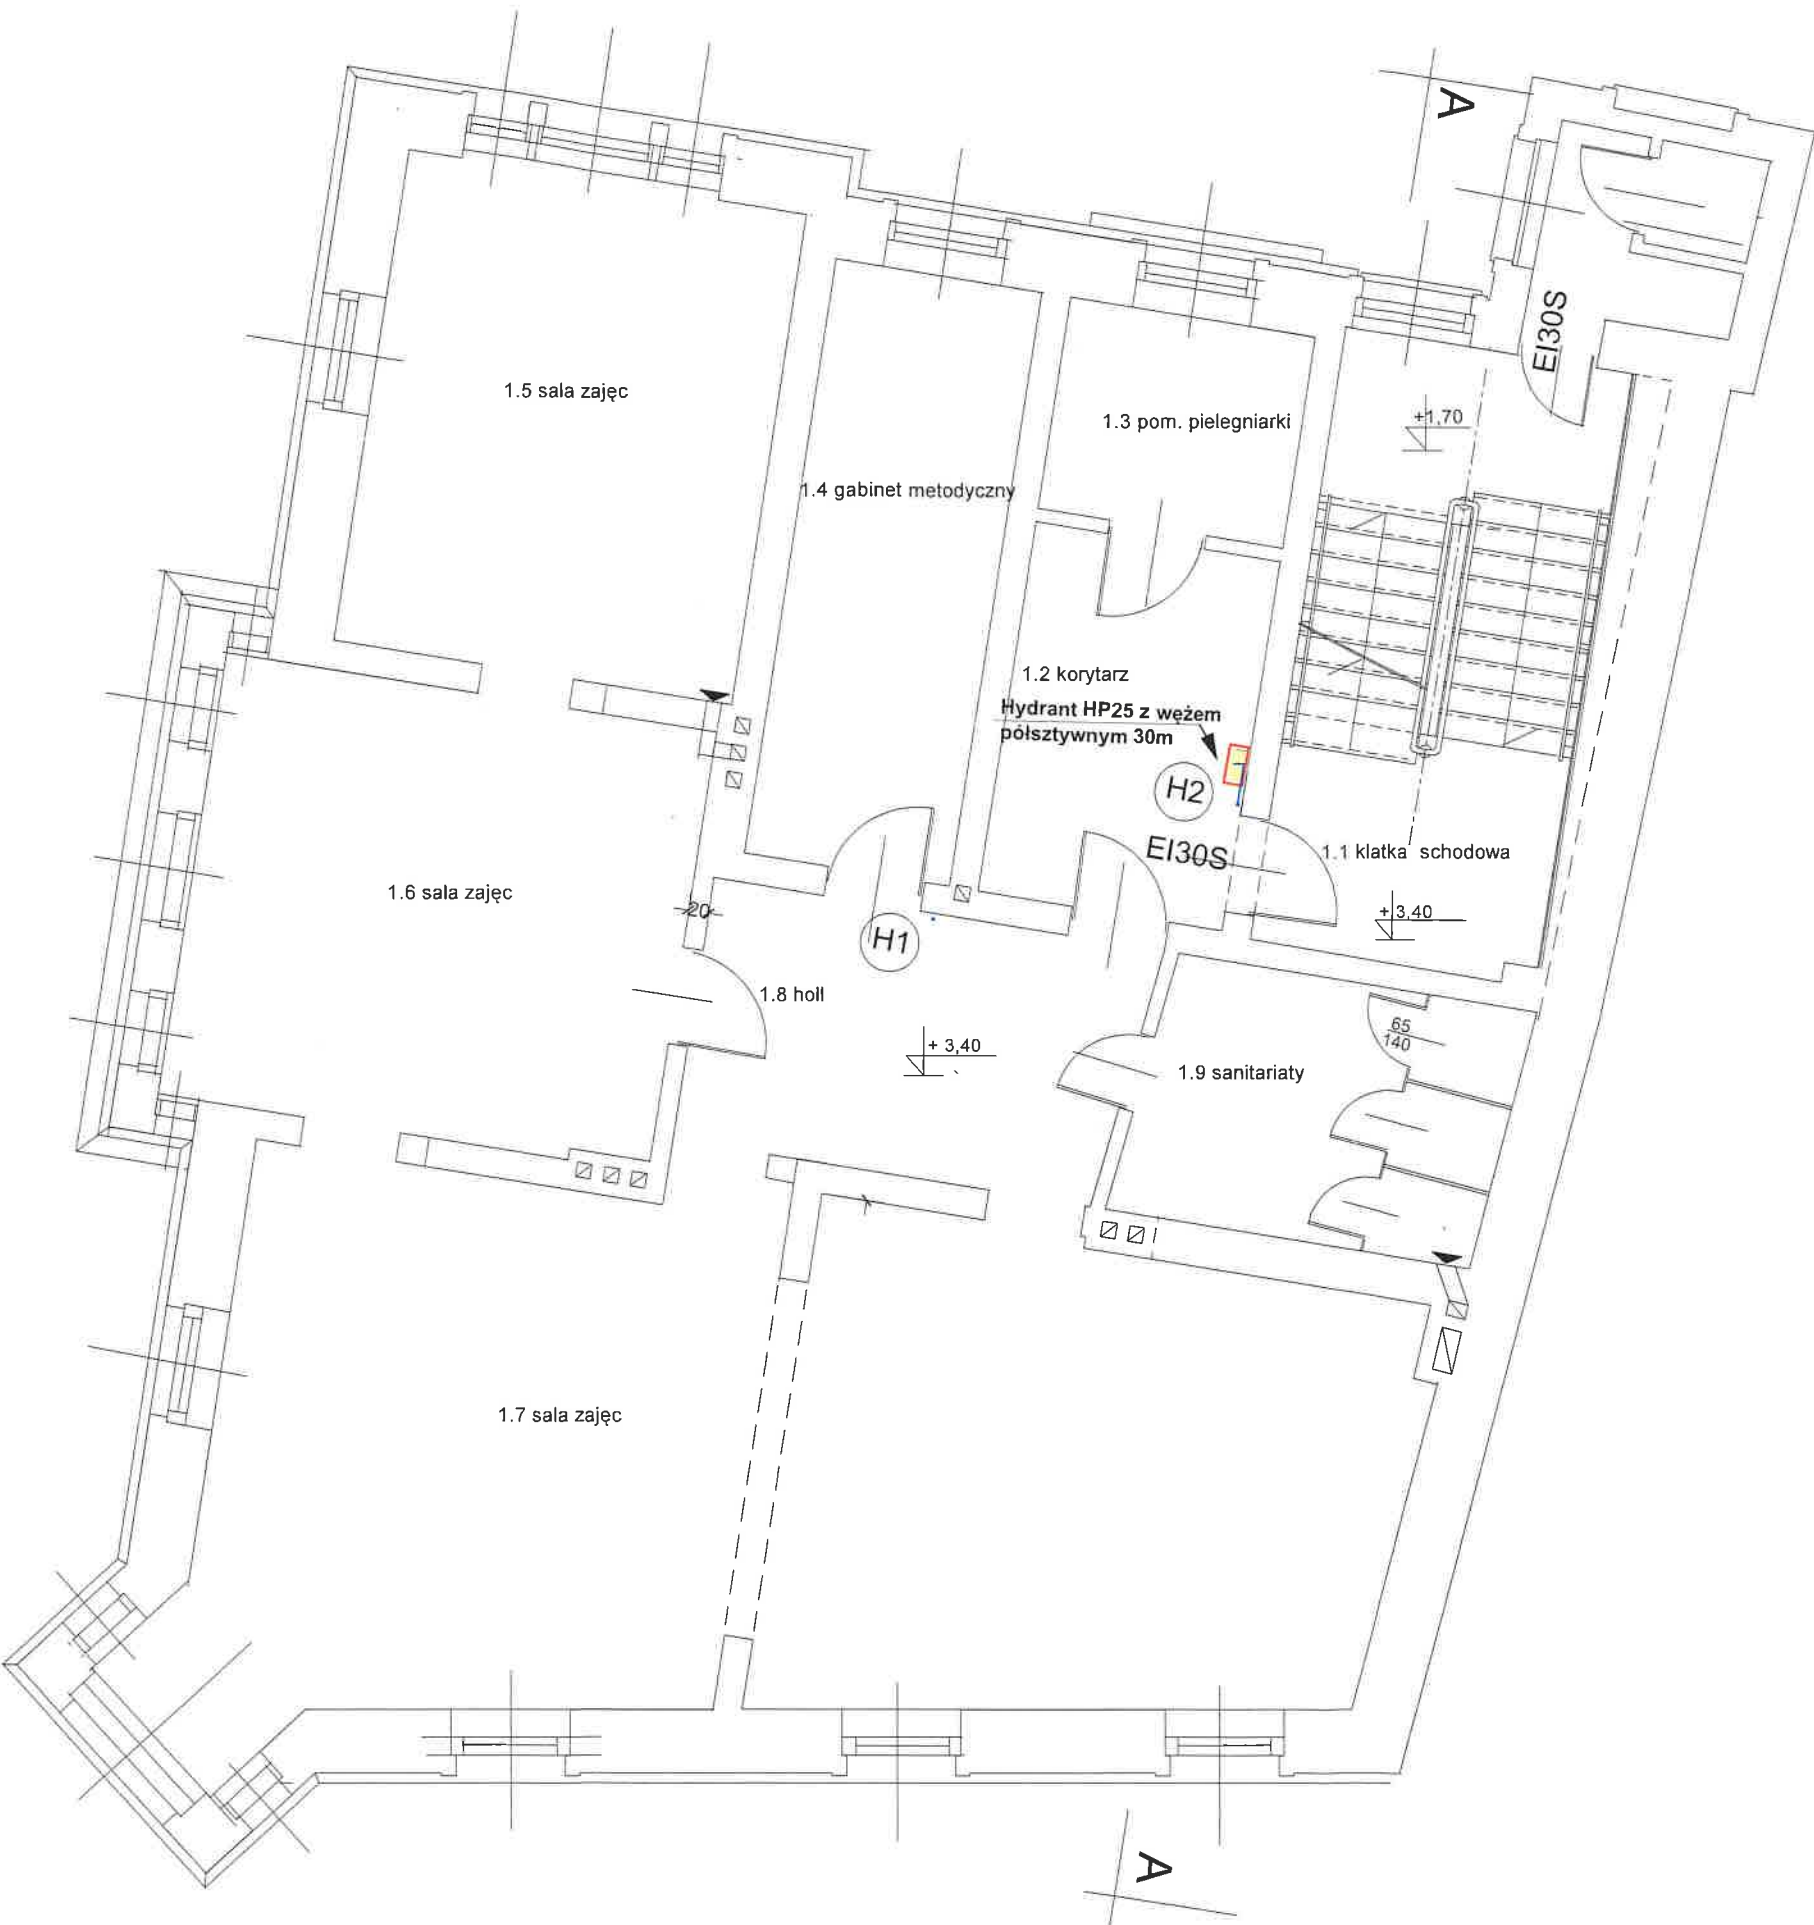 A
EI30S
1.5 sala zajęc
1.3 pom. pielegniarki
+1,70
1.4 gabinet metodyczny
1.2 korytarz
Hydrant HP25 z wężem
półsztywnym 30m
H2
EI30S
1.1 klatka schodowa
1.6 sala zajęc
20
+3,40
H1
1.8 holl
65
140
+ 3,40
1.9 sanitariaty
1.7 sala zajęc
A